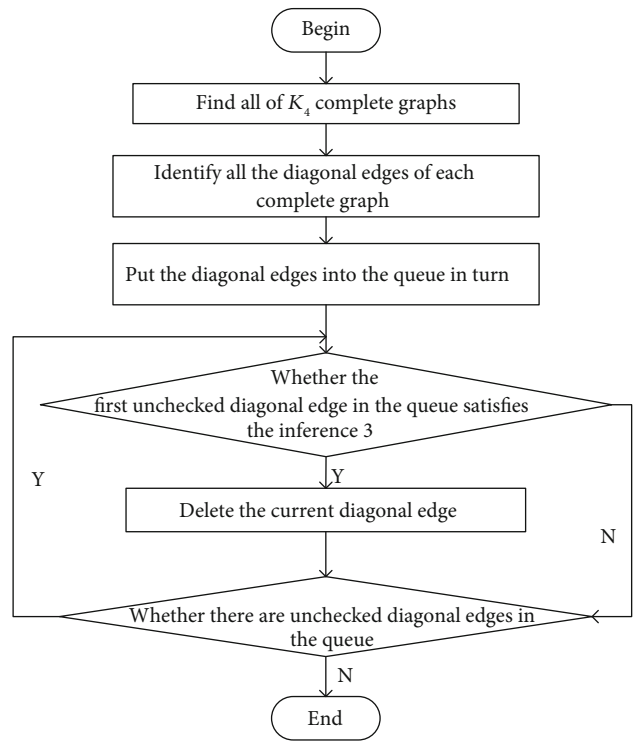 Begin
Find all of K4 complete graphs
Identify all the diagonal edges of each
complete graph
Put the diagonal edges into the queue in turn
Whether the
first unchecked diagonal edge in the queue satisfies
the inference 3
Y
Y
Delete the current diagonal edge
N
Whether there are unchecked diagonal edges in
the queue
N
End